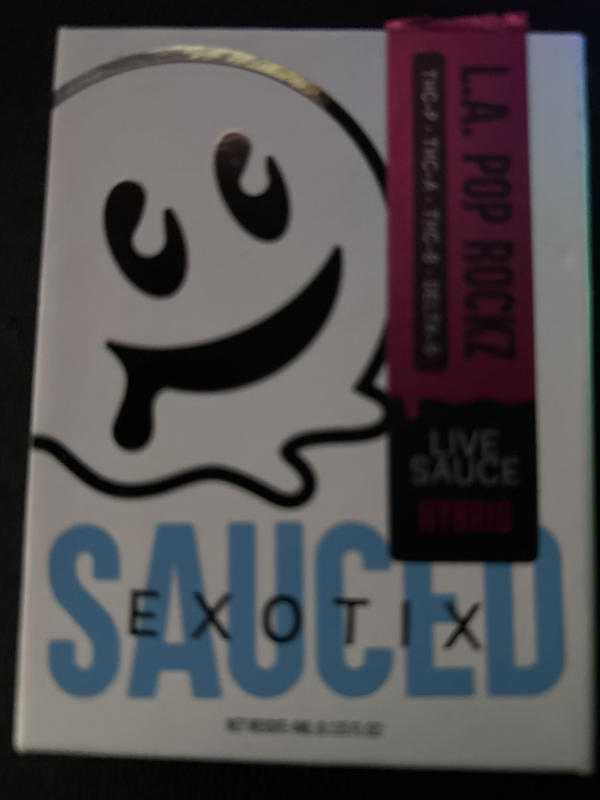 L.A. POP ROCKZ
THC-P • THC-A • THC-B • DELTA-8
LIVE
SAUCE
HYBRID
SAUCED
EXOTIX